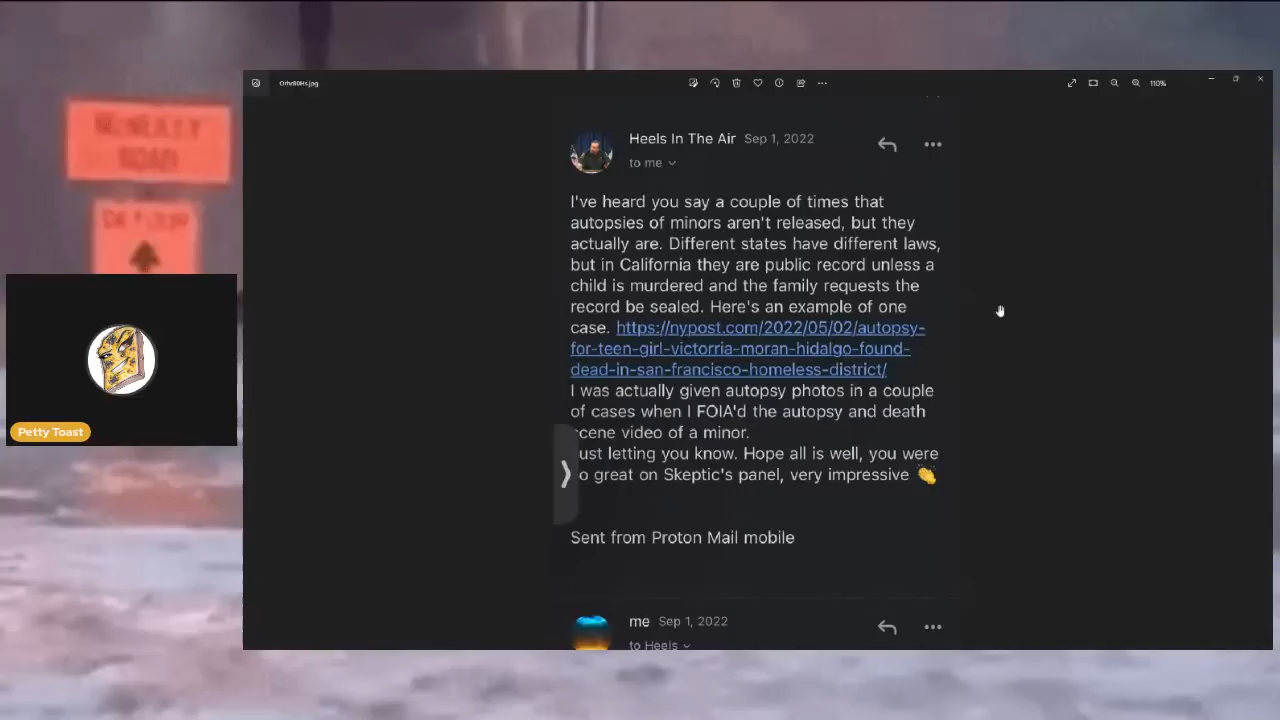 McNEILLY
ROAD
DETOUR
Petty Toast
110%
Heels In The Air Sep 1, 2022
to me
I've heard you say a couple of times that
autopsies of minors aren't released, but they
actually are. Different states have different laws,
but in California they are public record unless a
child is murdered and the family requests the
record be sealed. Here's an example of one
case. https://nypost.com/2022/05/02/autopsy-
for-teen-girl-victorria-moran-hidalgo-found-
dead-in-san-francisco-homeless-district/
I was actually given autopsy photos in a couple
of cases when I FOIA'd the autopsy and death
cene video of a minor.
ust letting you know. Hope all is well, you were
o great on Skeptic's panel, very impressive 👏
Sent from Proton Mail mobile
me Sep 1, 2022
to Heels